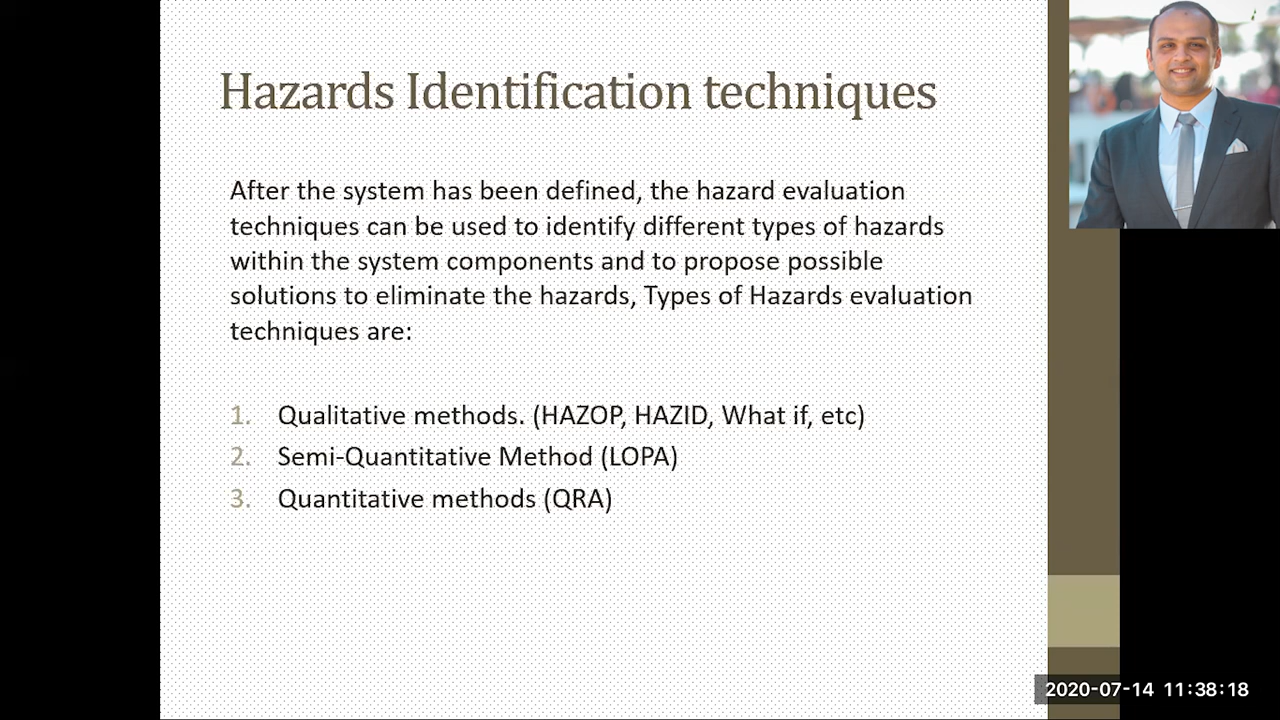 Hazards Identification techniques
After the system has been defined, the hazard evaluation
techniques can be used to identify different types of hazards
within the system components and to propose possible
solutions to eliminate the hazards, Types of Hazards evaluation
techniques are:
1. Qualitative methods. (HAZOP, HAZID, What if, etc)
2. Semi-Quantitative Method (LOPA)
3. Quantitative methods (QRA)
2020-07-14 11:38:18